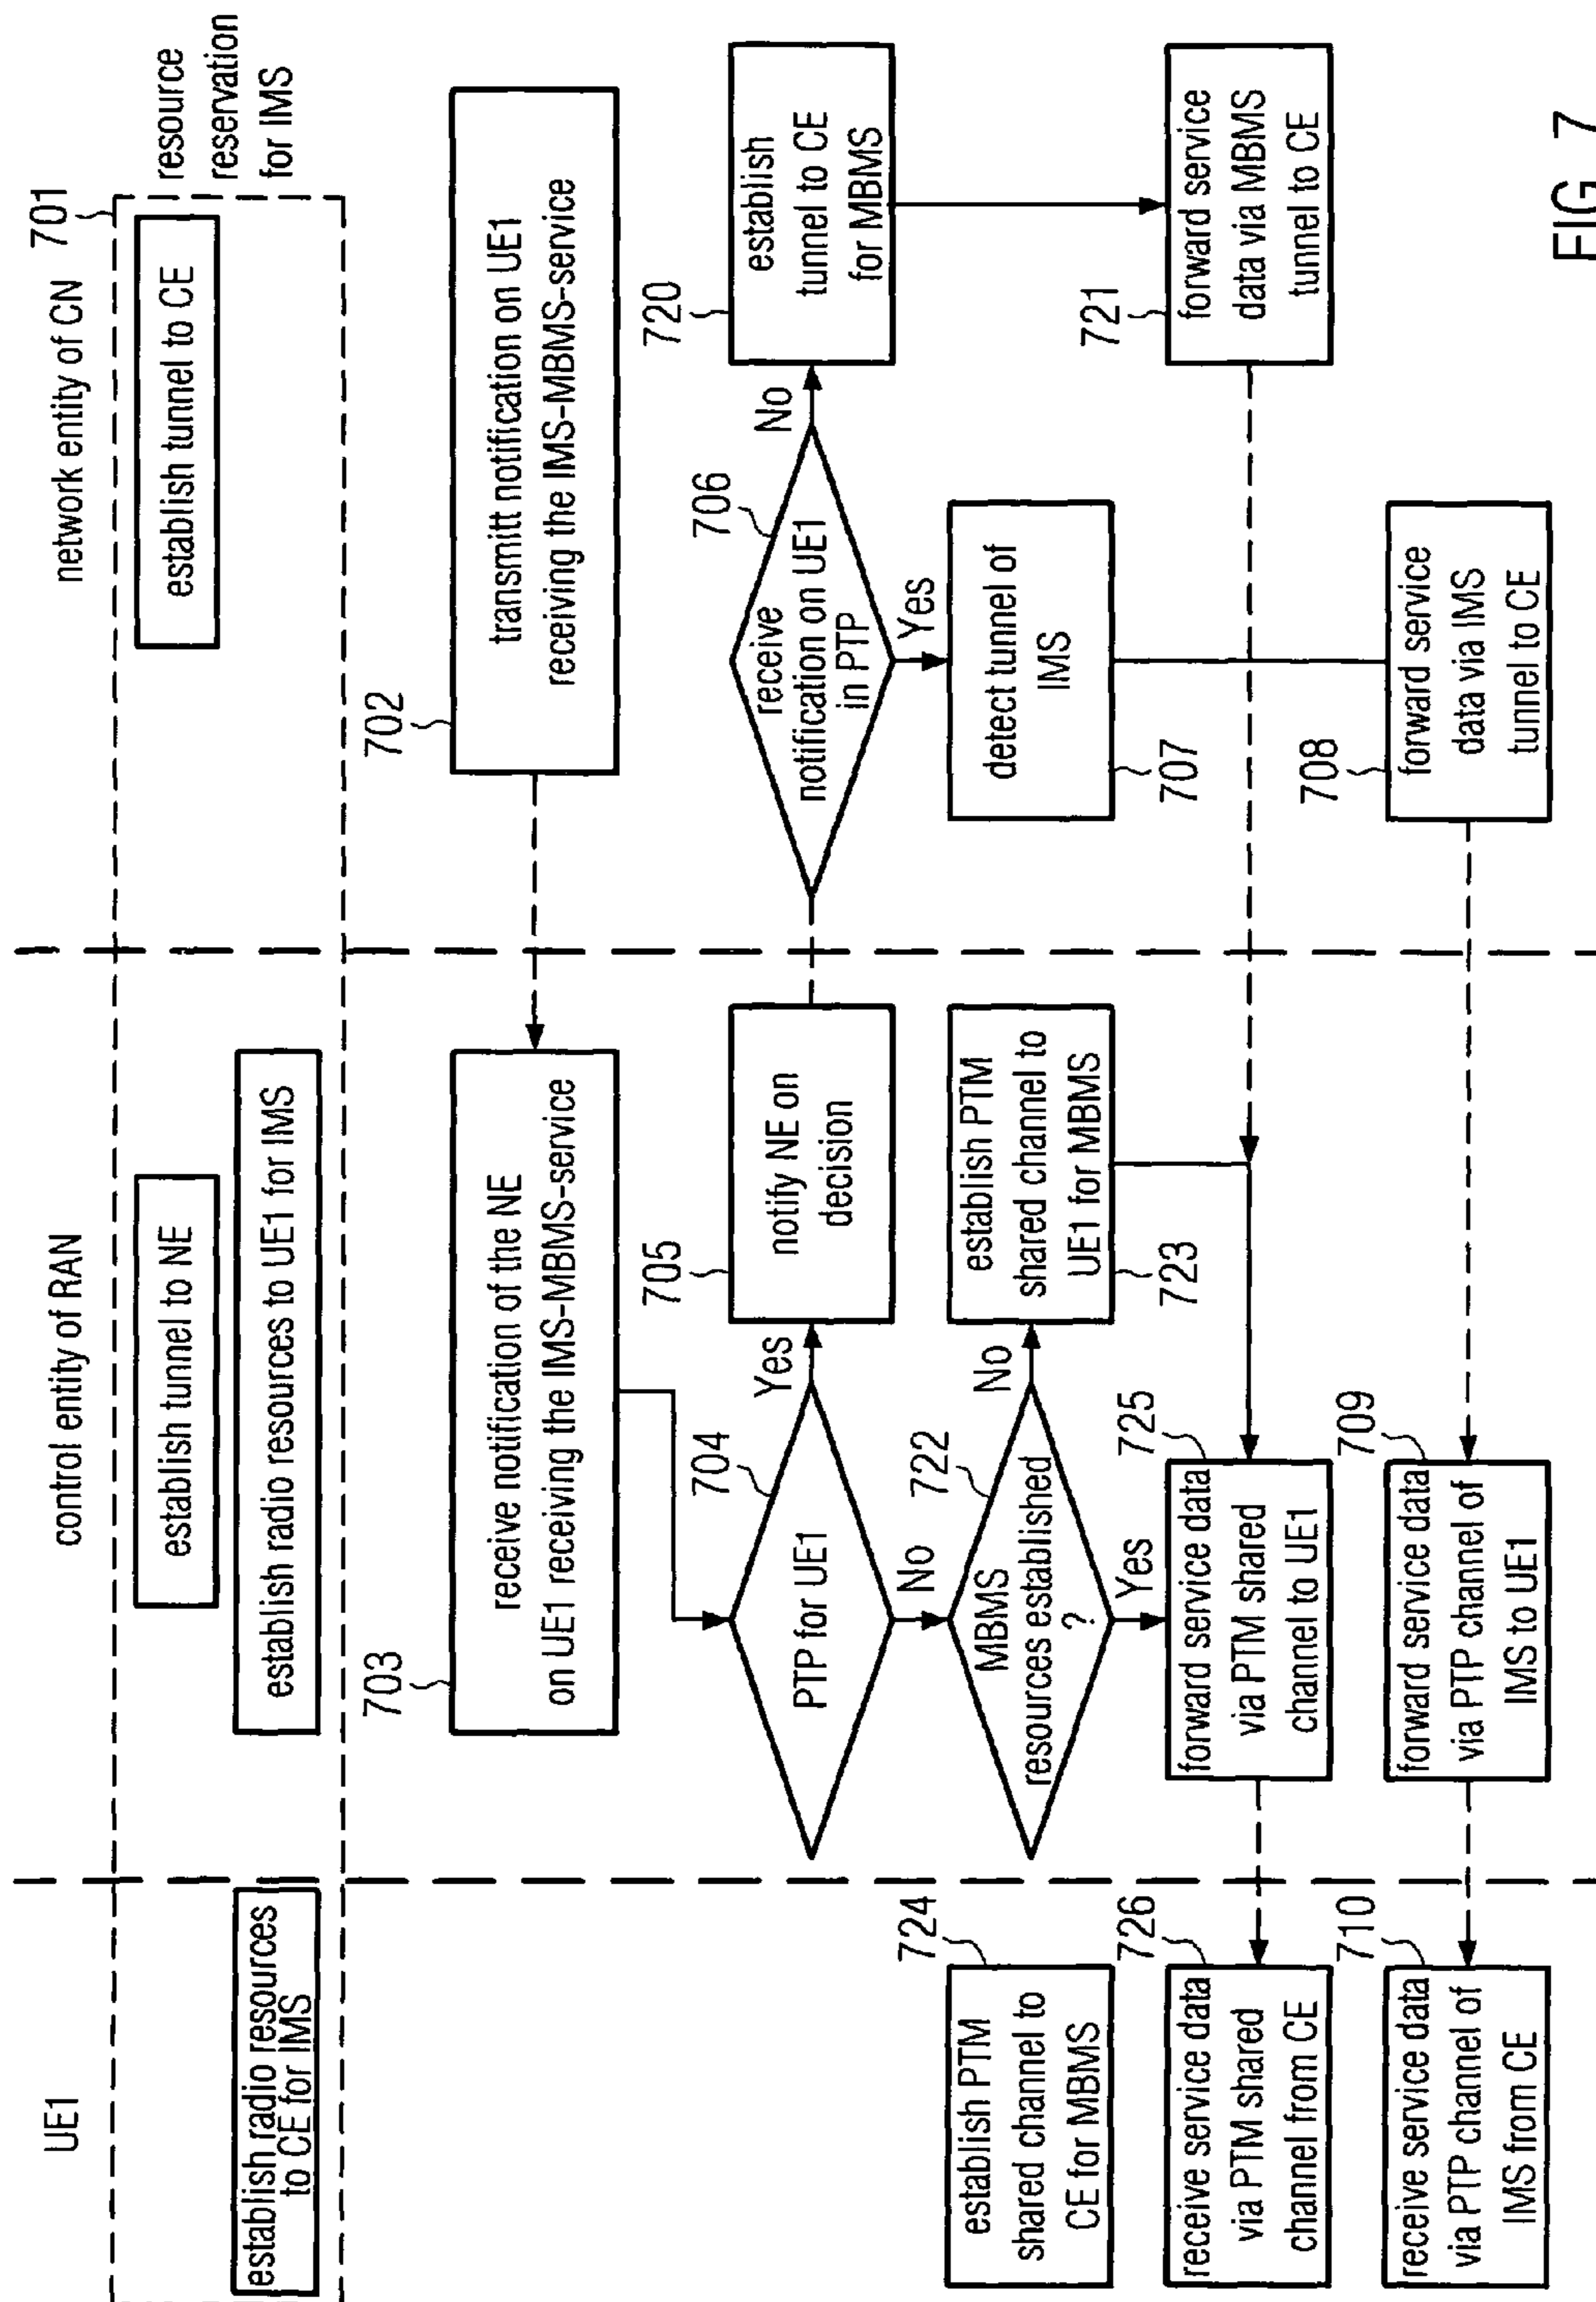 UE1
control entity of RAN
network entity of CN
701
resource
reservation
for IMS
establish tunnel to NE
establish tunnel to CE
establish radio resources
to CE for IMS
establish radio resources to UE1 for IMS
703
receive notification of the NE
on UE1 receiving the IMS-MBMS-service
702
transmitt notification on UE1
receiving the IMS-MBMS-service
704
PTP for UE1
Yes
No
705
notify NE on
decision
706
receive
notification on UE1
in PTP
No
Yes
720
establish
tunnel to CE
for MBMS
724
establish PTM
shared channel to
CE for MBMS
722
MBMS
resources established
?
No
Yes
establish PTM
shared channel to
UE1 for MBMS
723
detect tunnel of
IMS
707
726
receive service data
via PTM shared
channel from CE
725
forward service data
via PTM shared
channel to UE1
721
forward service
data via MBMS
tunnel to CE
710
receive service data
via PTP channel of
IMS from CE
709
forward service data
via PTP channel of
IMS to UE1
708
forward service
data via IMS
tunnel to CE
FIG 7